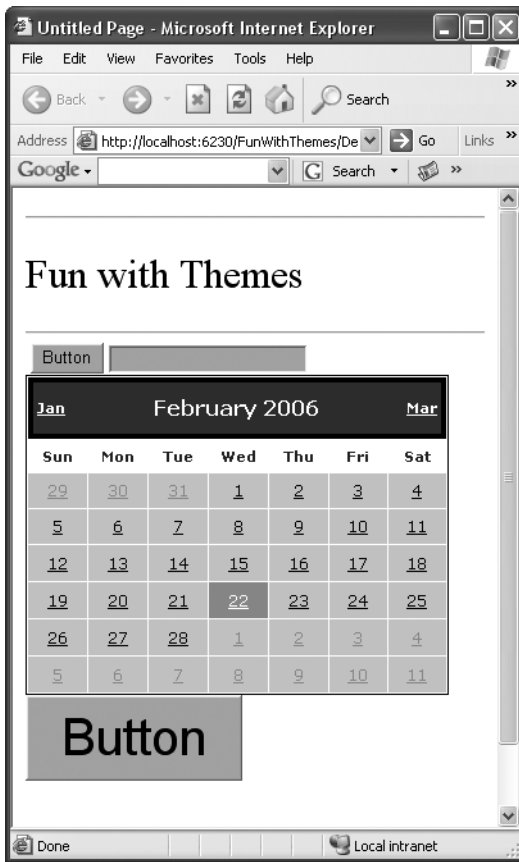 Untitled Page - Microsoft Internet Explorer
File Edit View Favorites Tools Help
Back Search
Address http://localhost:6230/FunWithThemes/De Go Links
Google Search
Fun with Themes
Button
Jan February 2006 Mar
Sun Mon Tue Wed Thu Fri Sat
29 30 31 1 2 3 4
5 6 7 8 9 10 11
12 13 14 15 16 17 18
19 20 21 22 23 24 25
26 27 28 1 2 3 4
5 6 7 8 9 10 11
Button
Done Local intranet